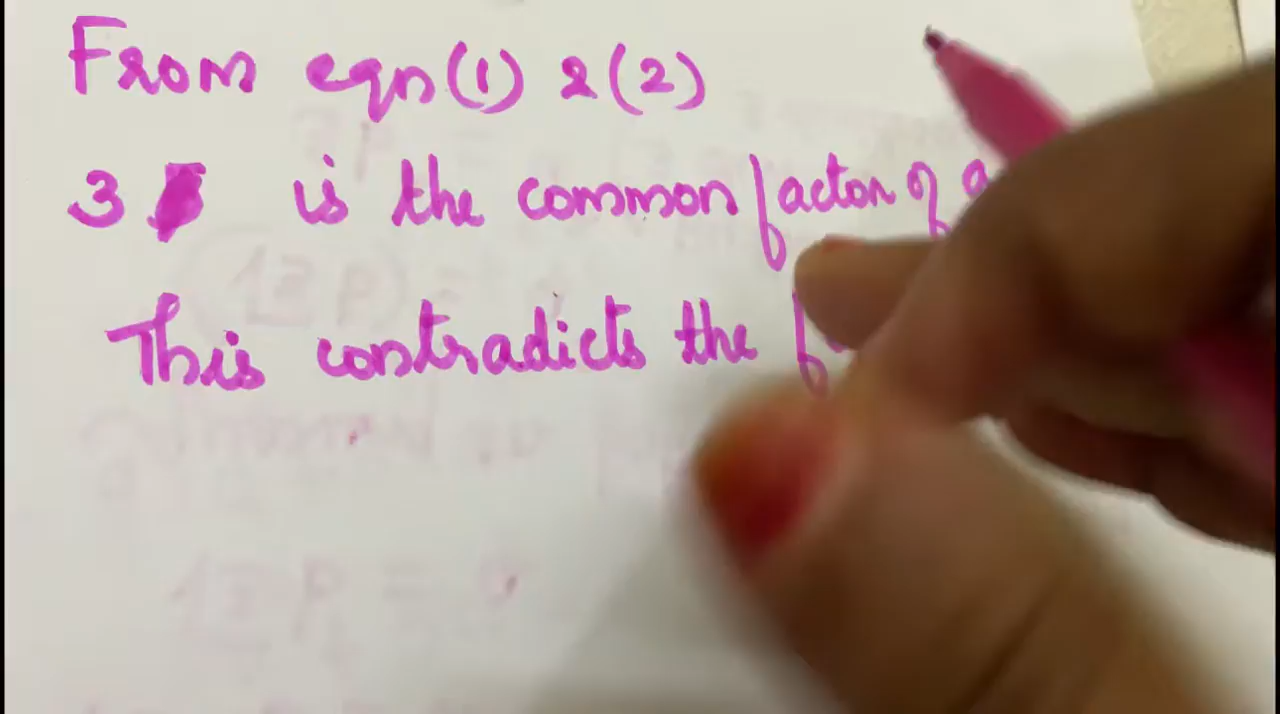 From eqn (1) & (2)
3 is the common factor of
This contradicts the